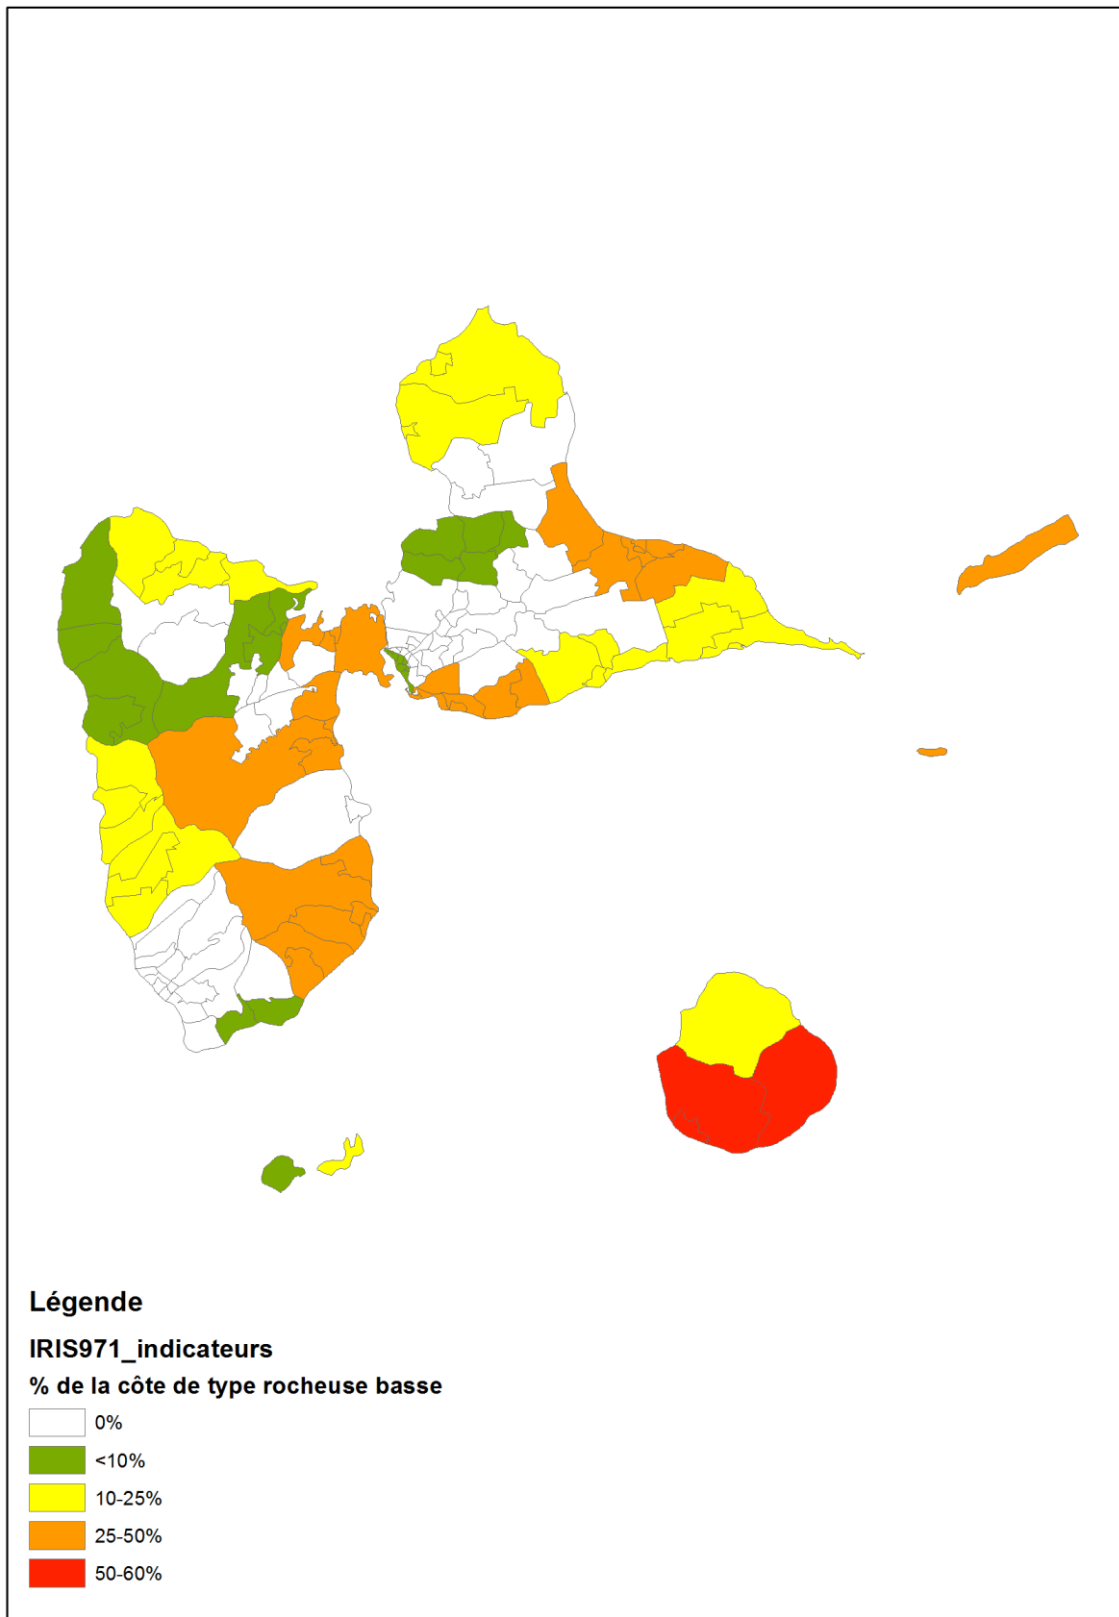 Légende
IRIS971_indicateurs
% de la côte de type rocheuse basse
0%
<10%
10-25%
25-50%
50-60%